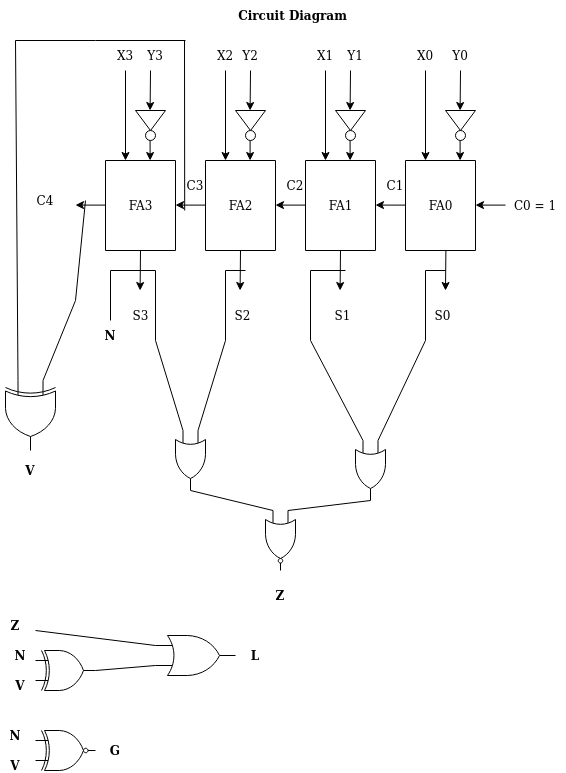 Circuit Diagram
X3 Y3 X2 Y2 X1 Y1 X0 Y0
C3 C2 C1
C4 FA3 FA2 FA1 FA0 C0 = 1
S3 S2 S1 S0
N
V
Z
Z
N L
V
N G
V